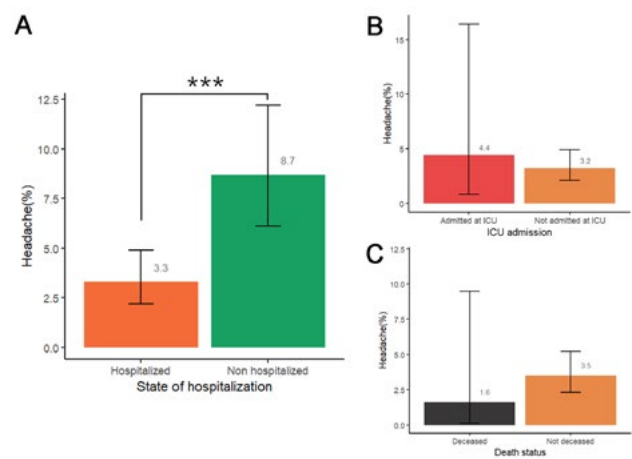 A
***
Headache(%)
12.5
10.0
7.5
5.0
2.5
0.0
3.3
8.7
Hospitalized
Non hospitalized
State of hospitalization
B
Headache(%)
15
10
5
0
4.4
3.2
Admitted at ICU
Not admitted at ICU
ICU admission
C
Headache(%)
12.5
10.0
7.5
5.0
2.5
0.0
1.6
3.5
Deceased
Not deceased
Death status